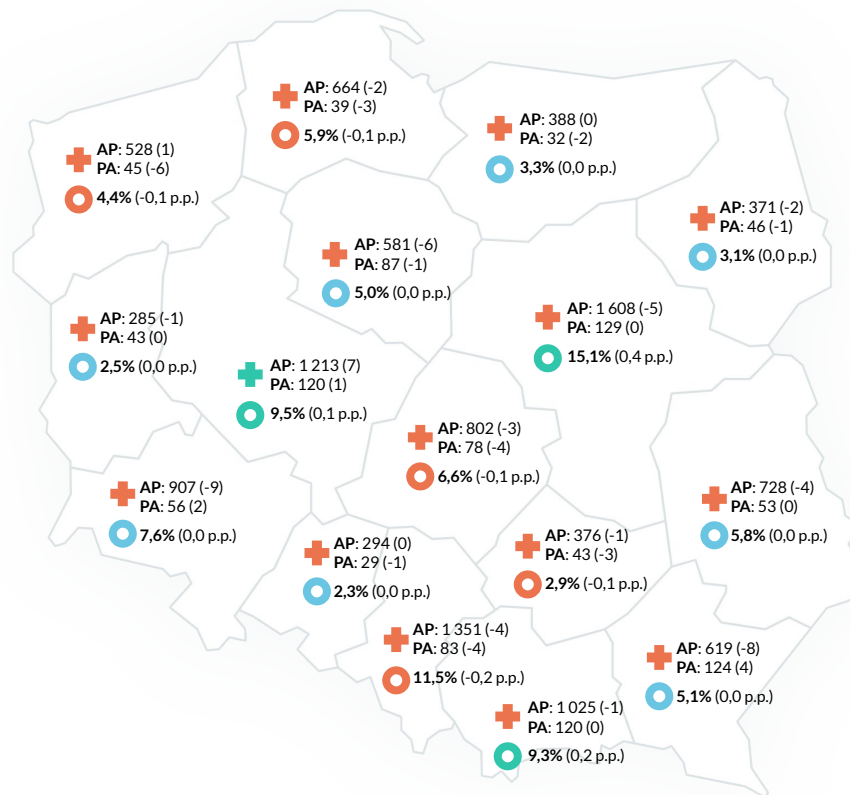 AP: 664 (-2)
PA: 39 (-3)
5,9% (-0,1 p.p.)
AP: 388 (0)
PA: 32 (-2)
3,3% (0,0 p.p.)
AP: 528 (1)
PA: 45 (-6)
4,4% (-0,1 p.p.)
AP: 371 (-2)
PA: 46 (-1)
3,1% (0,0 p.p.)
AP: 581 (-6)
PA: 87 (-1)
5,0% (0,0 p.p.)
AP: 285 (-1)
PA: 43 (0)
2,5% (0,0 p.p.)
AP: 1 608 (-5)
PA: 129 (0)
15,1% (0,4 p.p.)
AP: 1 213 (7)
PA: 120 (1)
9,5% (0,1 p.p.)
AP: 802 (-3)
PA: 78 (-4)
6,6% (-0,1 p.p.)
AP: 907 (-9)
PA: 56 (2)
7,6% (0,0 p.p.)
AP: 728 (-4)
PA: 53 (0)
5,8% (0,0 p.p.)
AP: 294 (0)
PA: 29 (-1)
2,3% (0,0 p.p.)
AP: 376 (-1)
PA: 43 (-3)
2,9% (-0,1 p.p.)
AP: 1 351 (-4)
PA: 83 (-4)
11,5% (-0,2 p.p.)
AP: 619 (-8)
PA: 124 (4)
5,1% (0,0 p.p.)
AP: 1 025 (-1)
PA: 120 (0)
9,3% (0,2 p.p.)